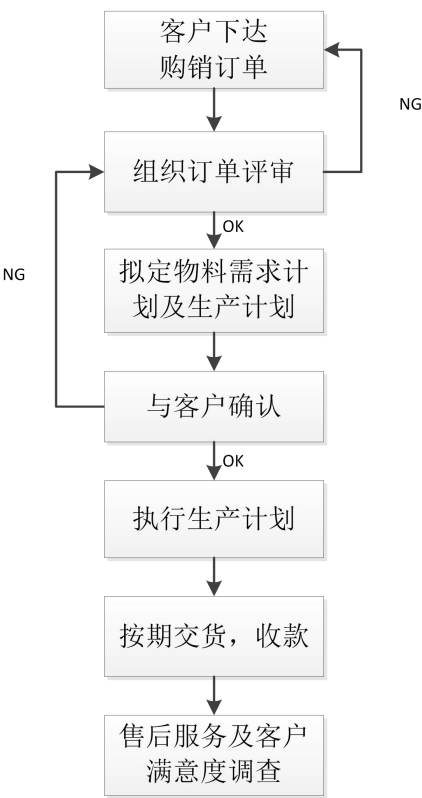 客户下达
购销订单
NG
组织订单评审
OK
NG
拟定物料需求计
划及生产计划
与客户确认
OK
执行生产计划
按期交货，收款
售后服务及客户
满意度调查